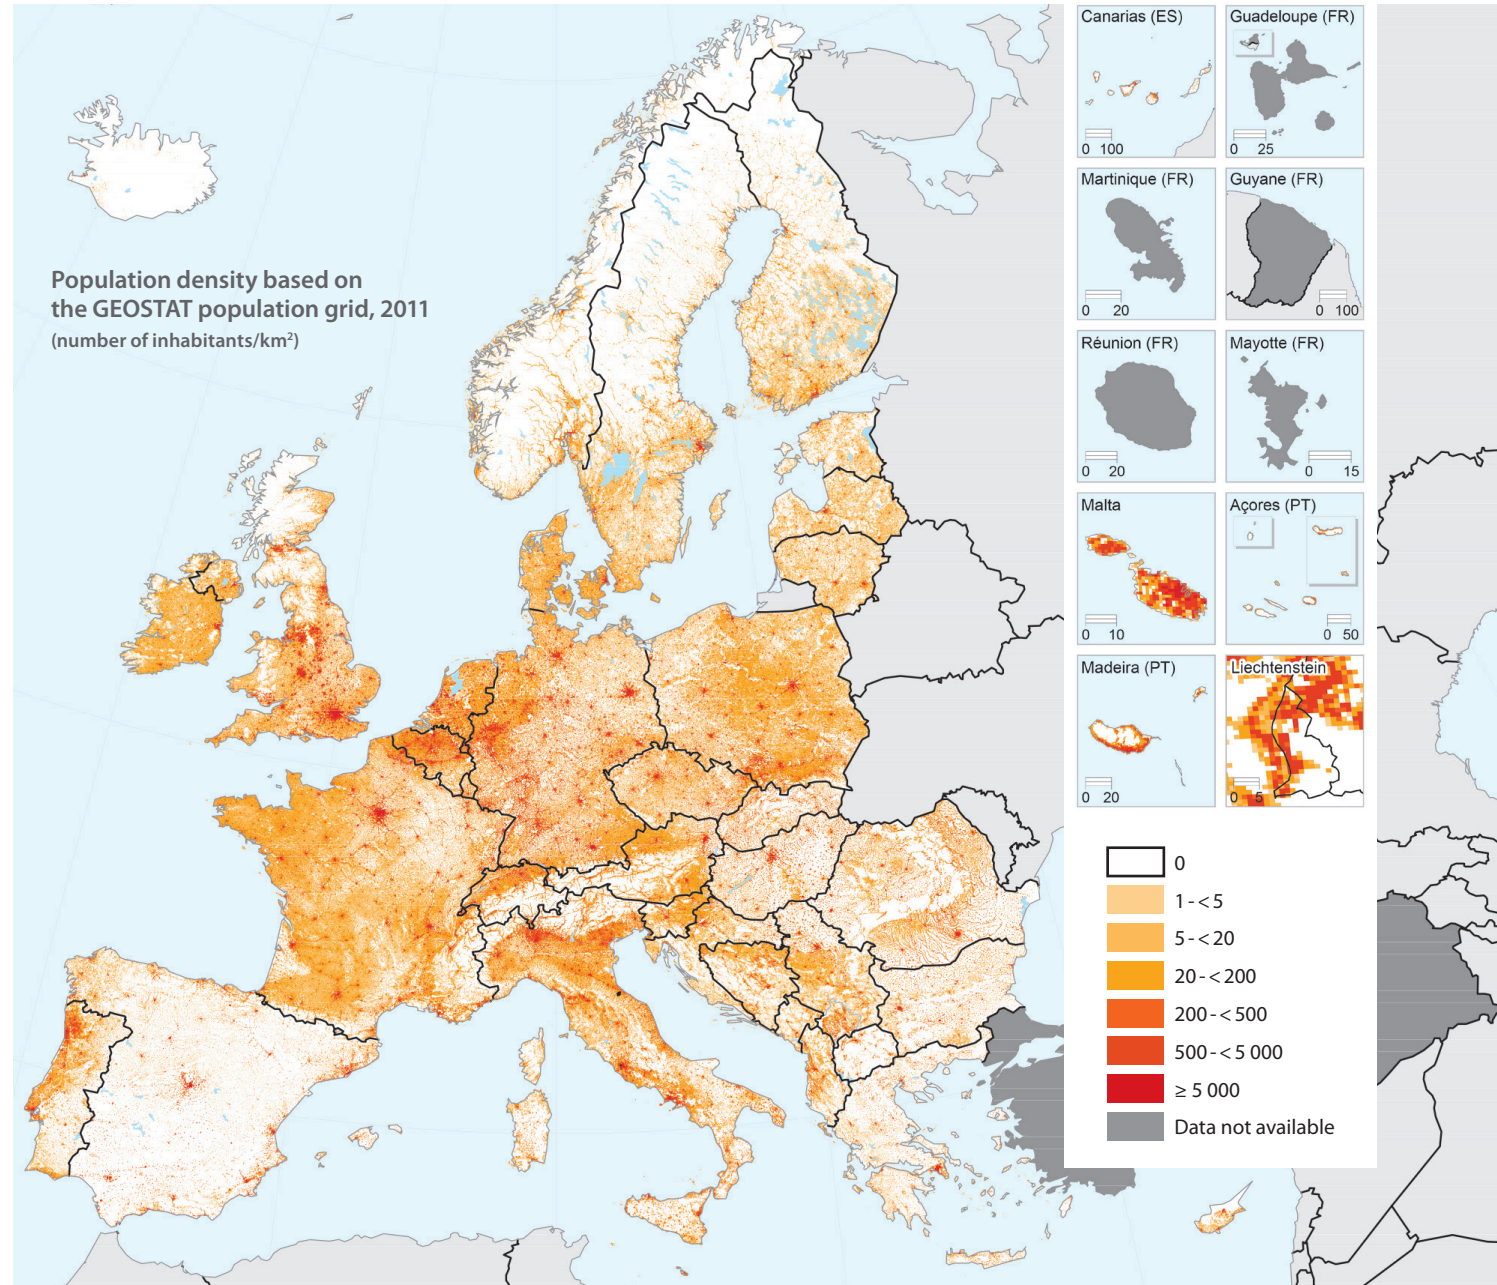 Population density based on
the GEOSTAT population grid, 2011
(number of inhabitants/km²)
Canarias (ES)
0 100
Guadeloupe (FR)
0 25
Martinique (FR)
0 20
Guyane (FR)
0 100
Réunion (FR)
0 20
Mayotte (FR)
0 15
Malta
0 10
Açores (PT)
0 50
Madeira (PT)
0 20
Liechtenstein
0 5
0
1 - < 5
5 - < 20
20 - < 200
200 - < 500
500 - < 5 000
≥ 5 000
Data not available